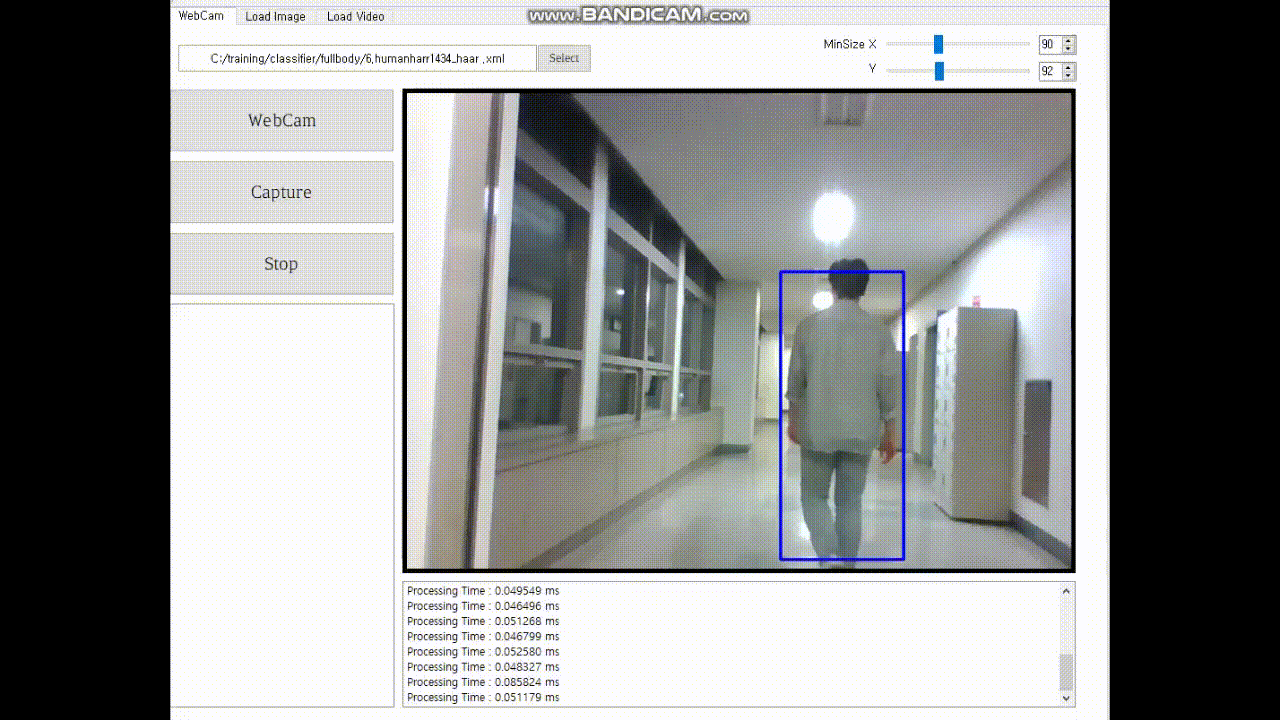 WebCam Load Image Load Video
www.BANDICAM.com
C:/training/classifier/fullbody/6,humanharr1434_haar .xml Select
MinSize X 90
Y 92
WebCam
Capture
Stop
Processing Time : 0.049549 ms
Processing Time : 0.046496 ms
Processing Time : 0.051268 ms
Processing Time : 0.046799 ms
Processing Time : 0.052580 ms
Processing Time : 0.048327 ms
Processing Time : 0.085824 ms
Processing Time : 0.051179 ms